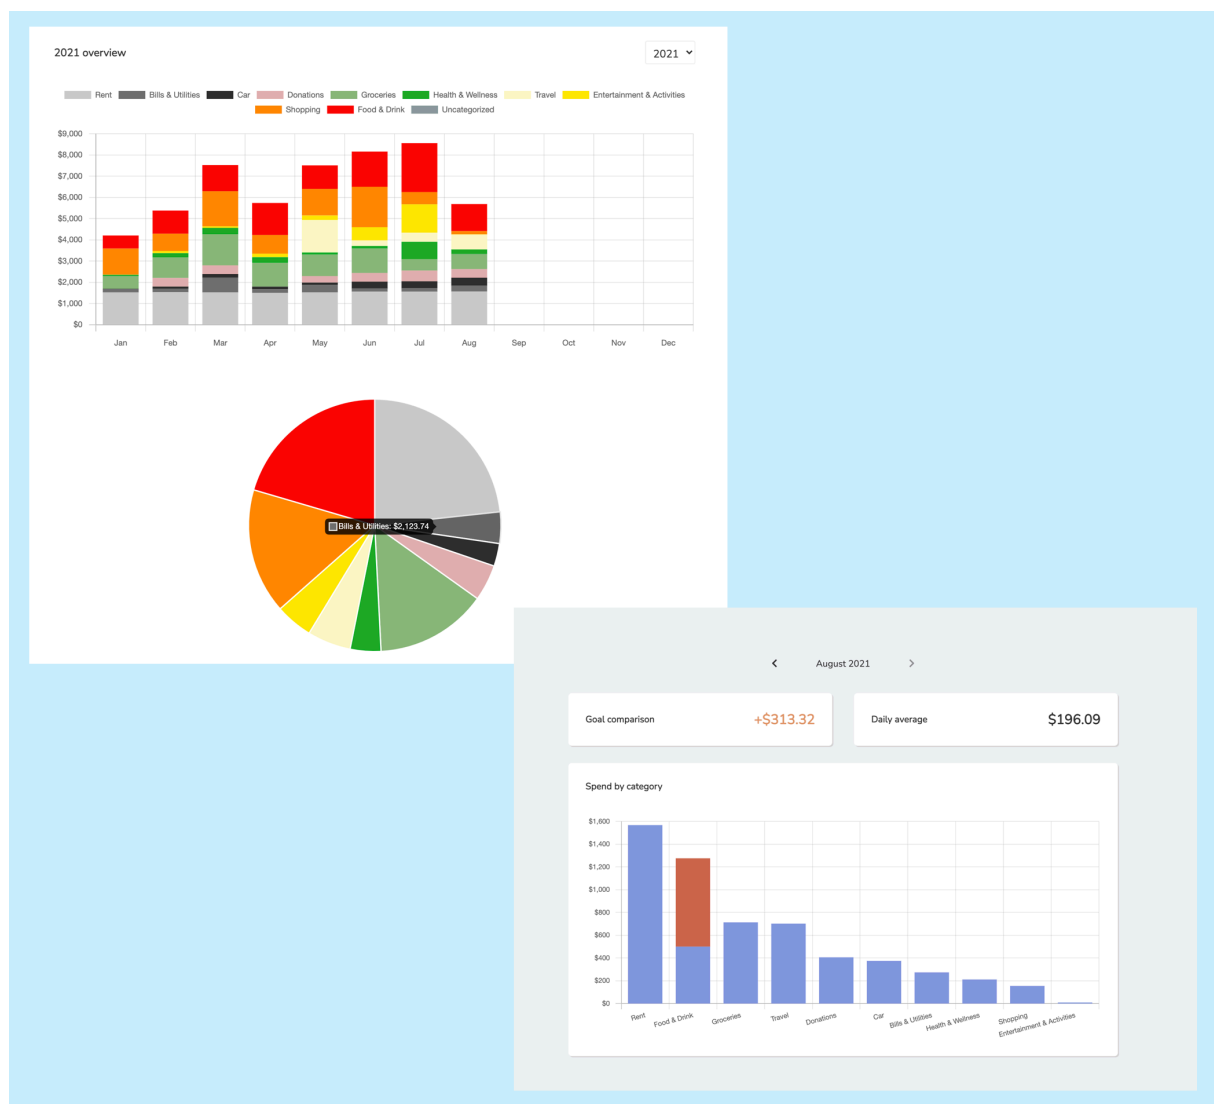 2021 overview
2021
Rent Bills & Utilities Car Donations Groceries Health & Wellness Travel Entertainment & Activities
Shopping Food & Drink Uncategorized
$9,000
$8,000
$7,000
$6,000
$5,000
$4,000
$3,000
$2,000
$1,000
$0
Jan Feb Mar Apr May Jun Jul Aug Sep Oct Nov Dec
Bills & Utilities: $2,123.74
August 2021
Goal comparison +$313.32
Daily average $196.09
Spend by category
$1,600
$1,400
$1,200
$1,000
$800
$600
$400
$200
$0
Rent Food & Drink Groceries Travel Donations Car Bills & Utilities Health & Wellness Shopping Entertainment & Activities